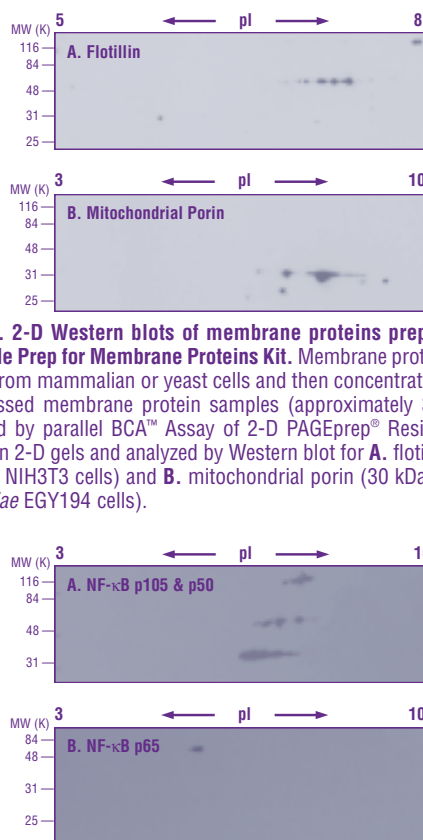 5 pI 8
MW (K)
116
84
48
31
25
A. Flotillin
3 pI 10
MW (K)
116
84
48
31
25
B. Mitochondrial Porin
. 2-D Western blots of membrane proteins prep
le Prep for Membrane Proteins Kit. Membrane prot
from mammalian or yeast cells and then concentrat
ssed membrane protein samples (approximately
d by parallel BCA™ Assay of 2-D PAGEprep® Resi
n 2-D gels and analyzed by Western blot for A. floti
NIH3T3 cells) and B. mitochondrial porin (30 kDa
ae EGY194 cells).
3 pI 10
MW (K)
116
84
48
31
A. NF-κB p105 & p50
3 pI 10
MW (K)
84
48
31
25
B. NF-κB p65